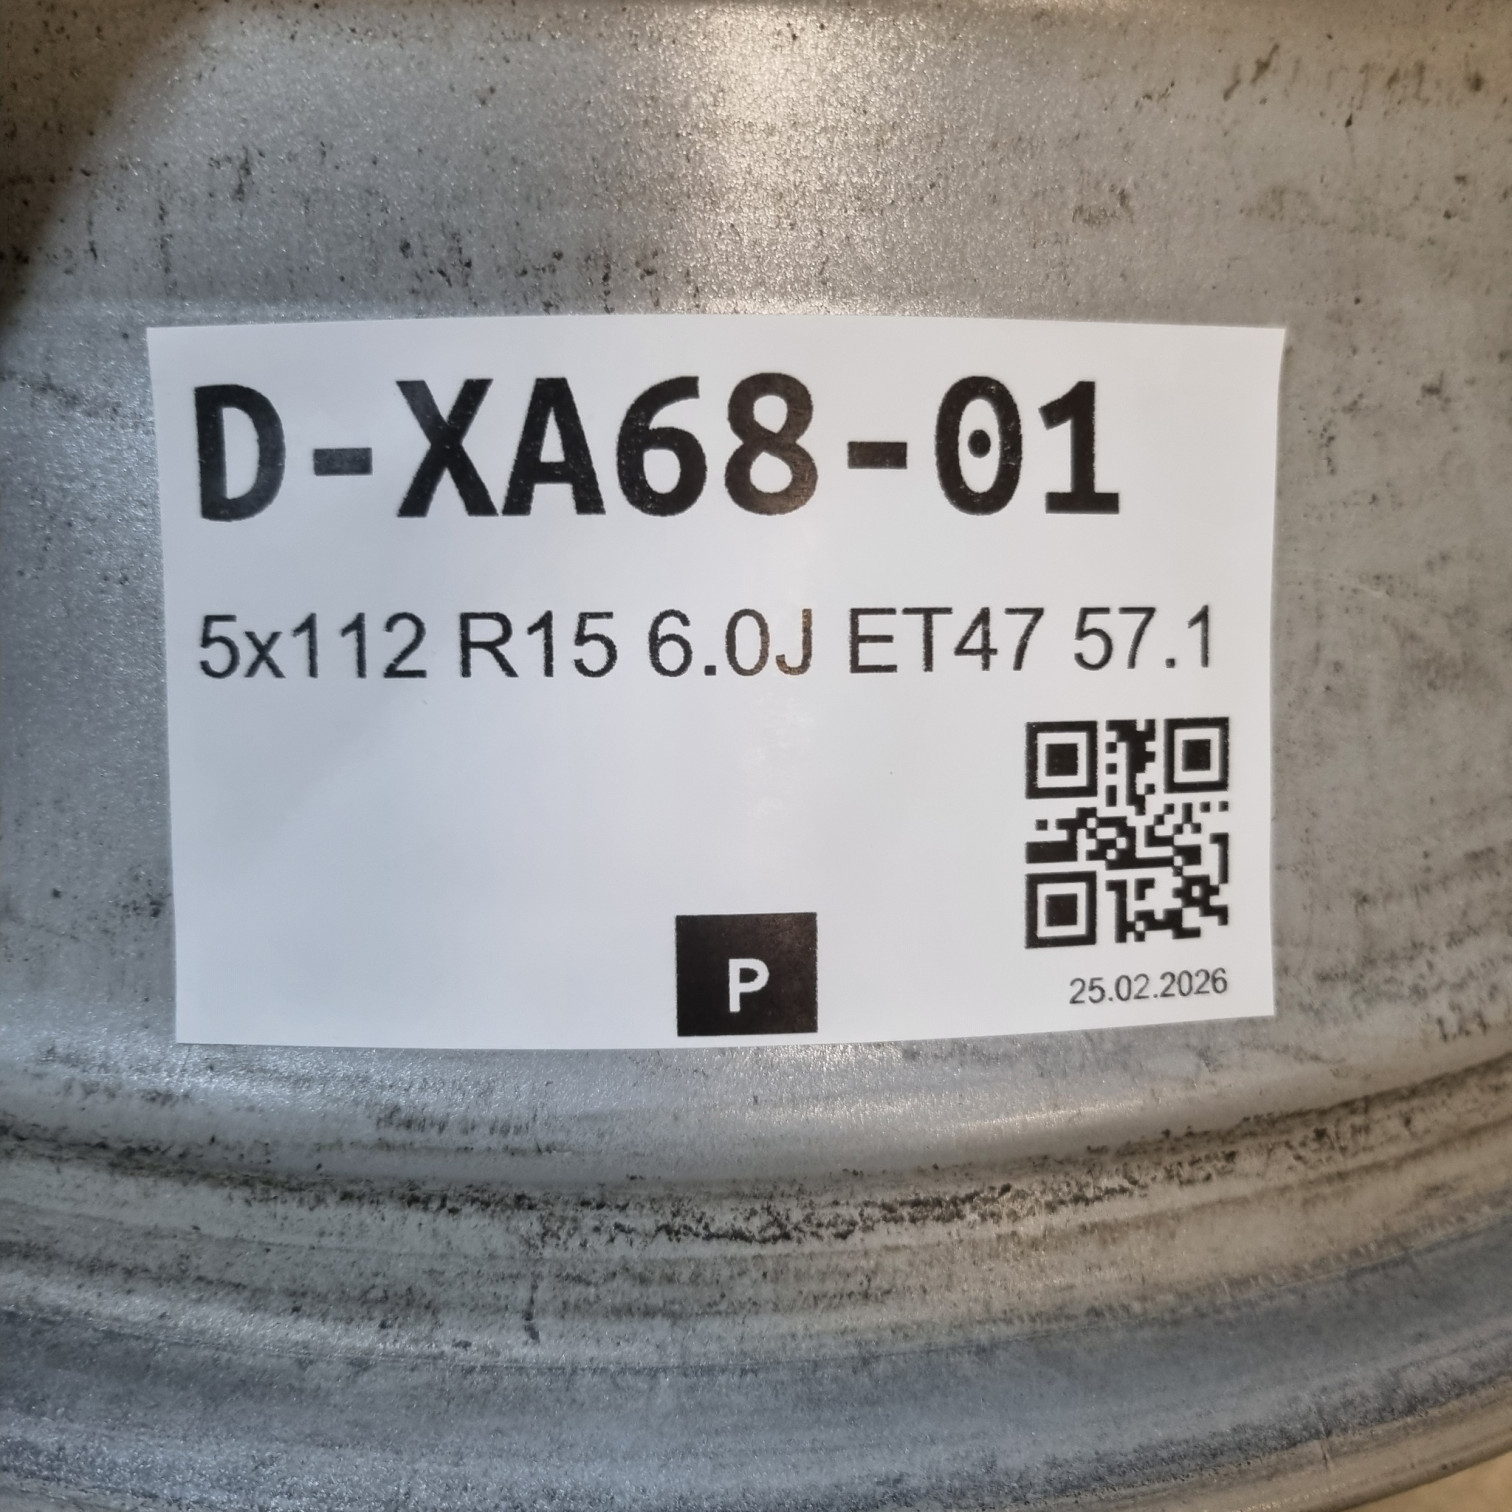 D-XA68-01
5x112 R15 6.0J ET47 57.1
P
25.02.2026